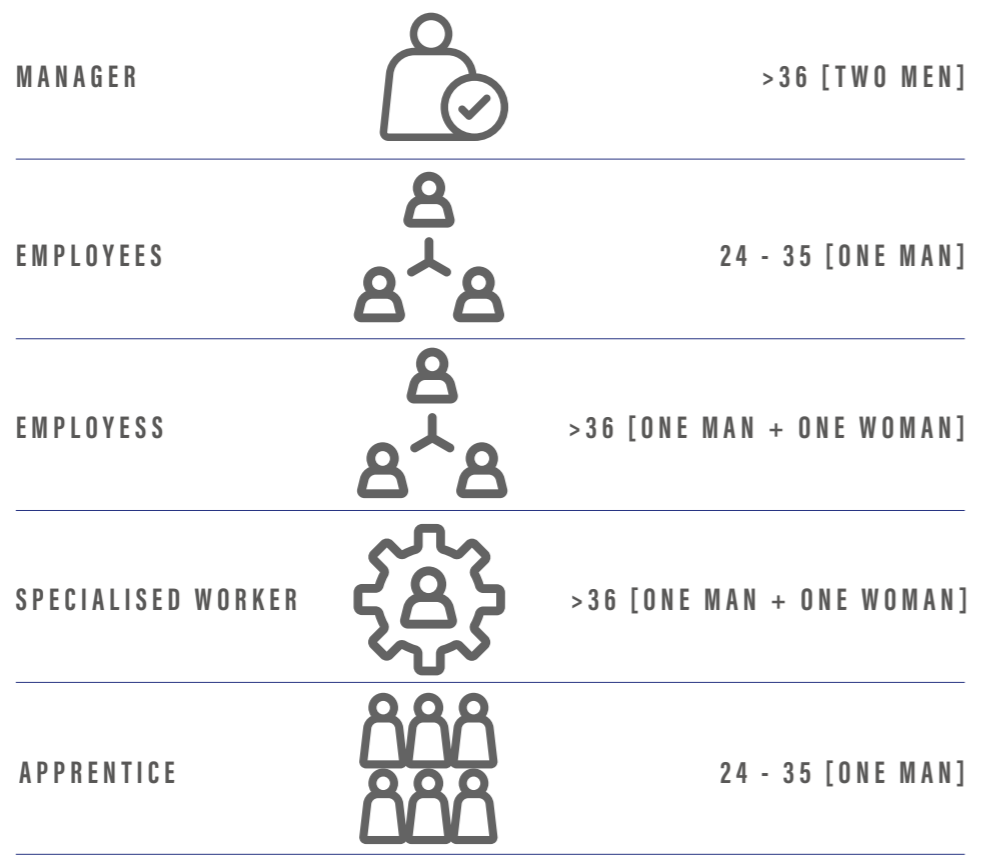 MANAGER >36 [TWO MEN]
EMPLOYEES 24 - 35 [ONE MAN]
EMPLOYESS >36 [ONE MAN + ONE WOMAN]
SPECIALISED WORKER >36 [ONE MAN + ONE WOMAN]
APPRENTICE 24 - 35 [ONE MAN]